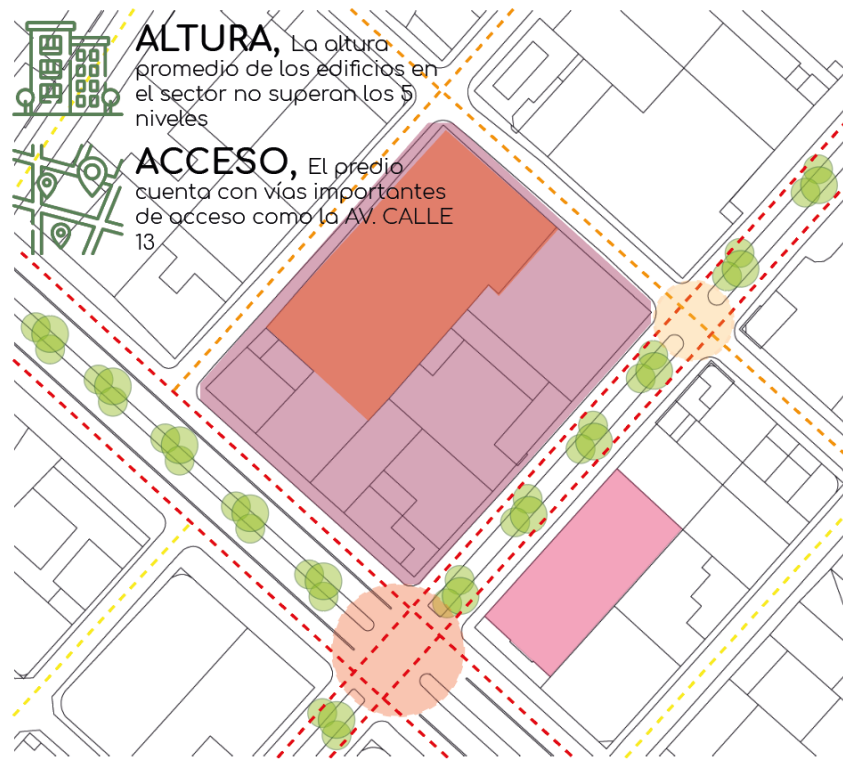 ALTURA, La altura
promedio de los edificios en
el sector no superan los 5
niveles
ACCESO, El predio
cuenta con vías importantes
de acceso como la AV. CALLE
13